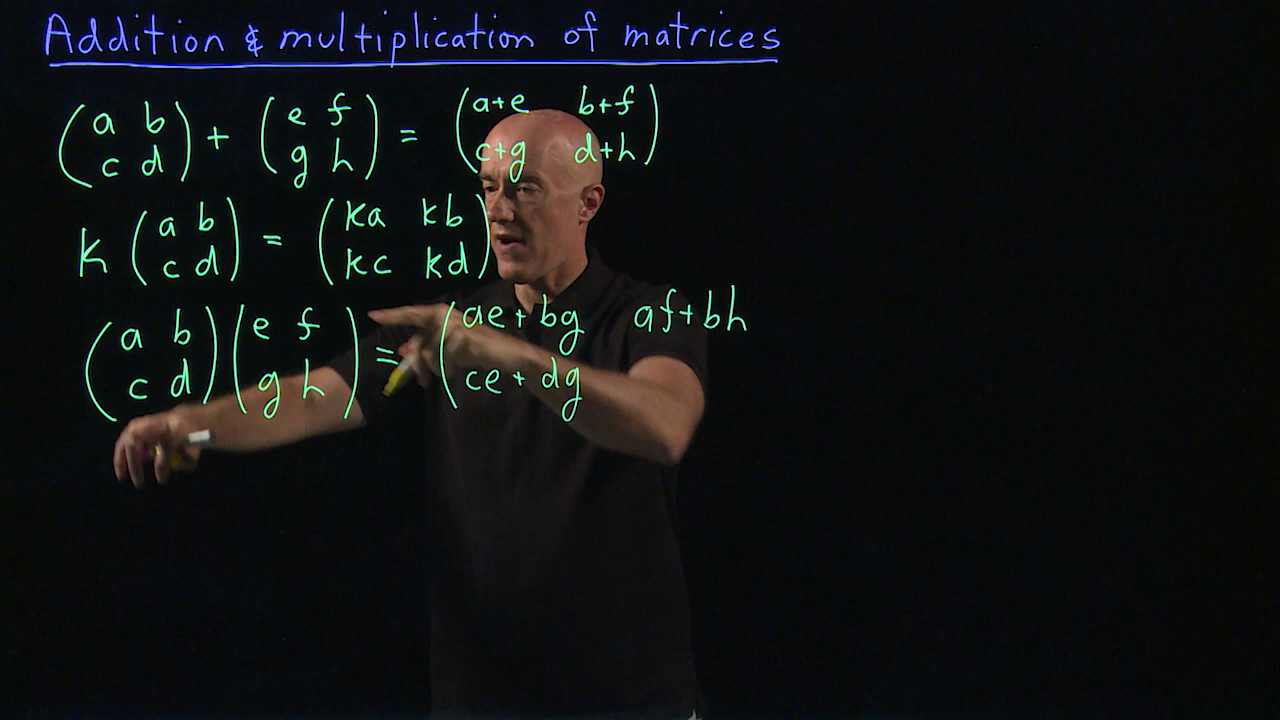 Addition & multiplication of matrices
(a b
c d) + (e f
g h) = (a+e b+f
c+g d+h)
k (a b
c d) = (ka kb
kc kd)
(a b
c d) (e f
g h) = (ae+bg af+bh
ce+dg